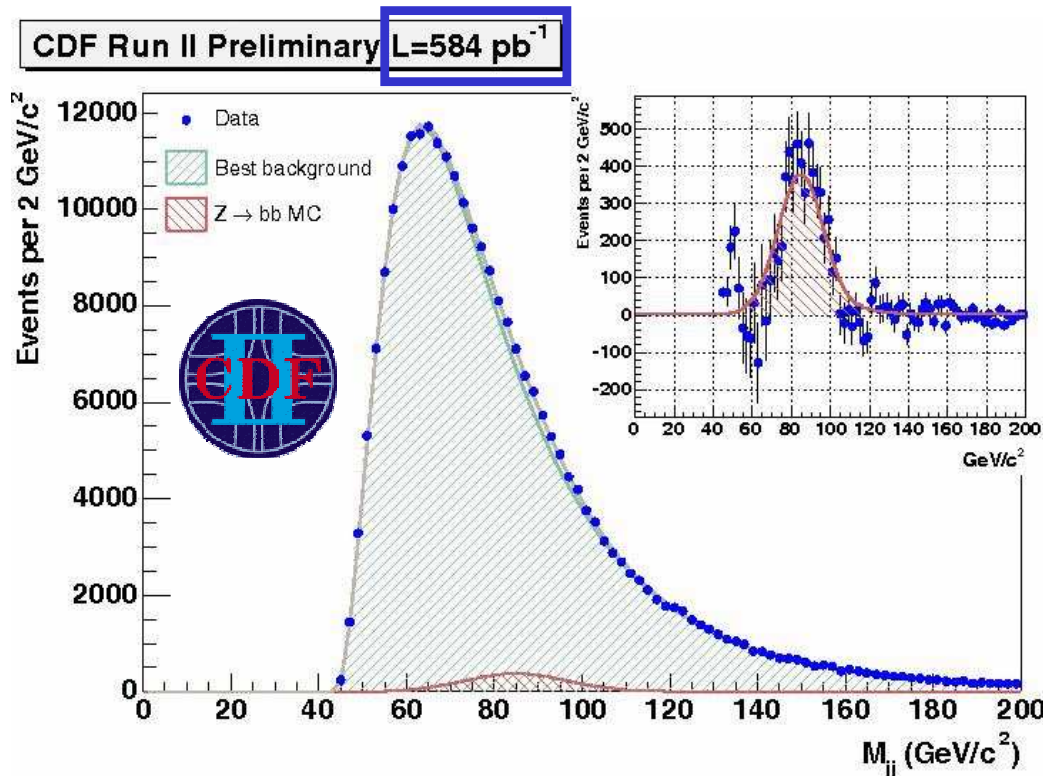 CDF Run II Preliminary L=584 pb⁻¹
Events per 2 GeV/c²
12000
10000
8000
6000
4000
2000
0
Data
Best background
Z → bb MC
CDF
II
0 20 40 60 80 100 120 140 160 180 200
M_jj (GeV/c²)
Events per 2 GeV/c²
500
400
300
200
100
0
-100
-200
0 20 40 60 80 100 120 140 160 180 200
GeV/c²